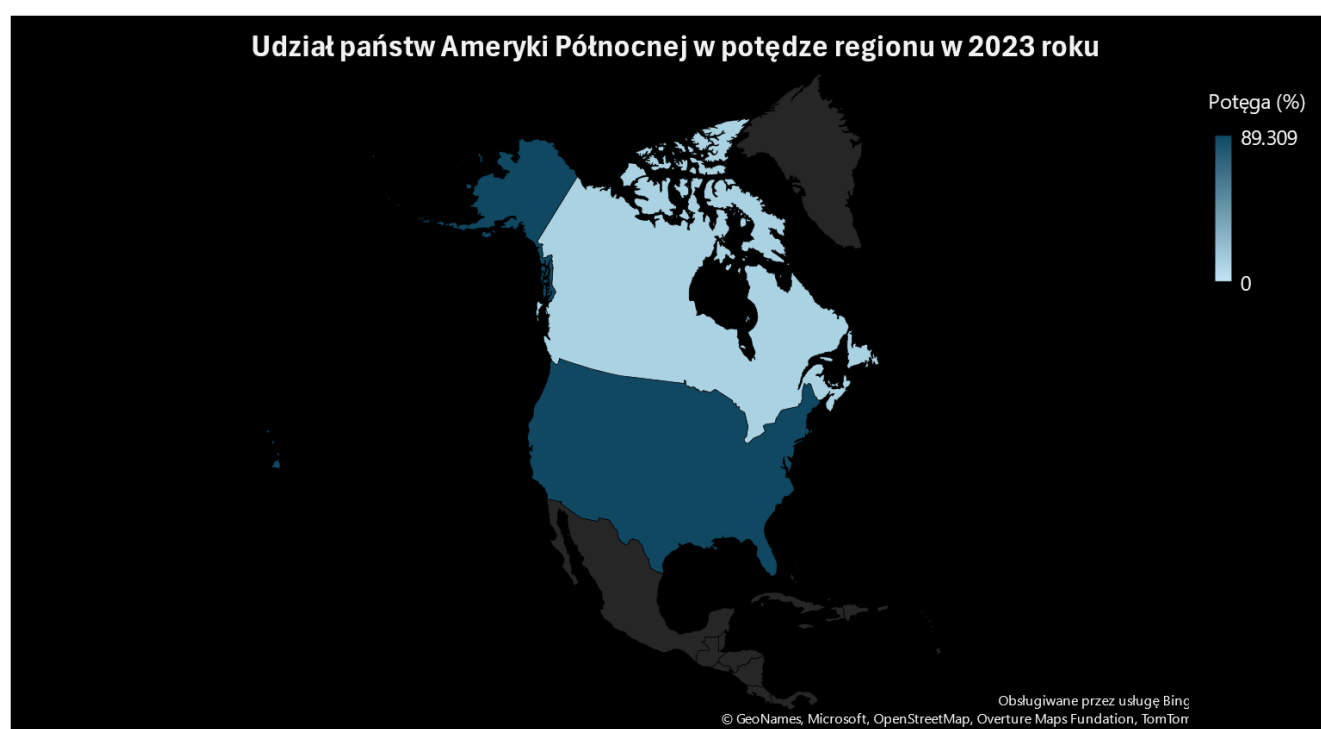 Udział państw Ameryki Północnej w potędze regionu w 2023 roku
Potęga (%)
89.309
0
Obsługiwane przez usługę Bing
© GeoNames, Microsoft, OpenStreetMap, Overture Maps Fundation, TomTom